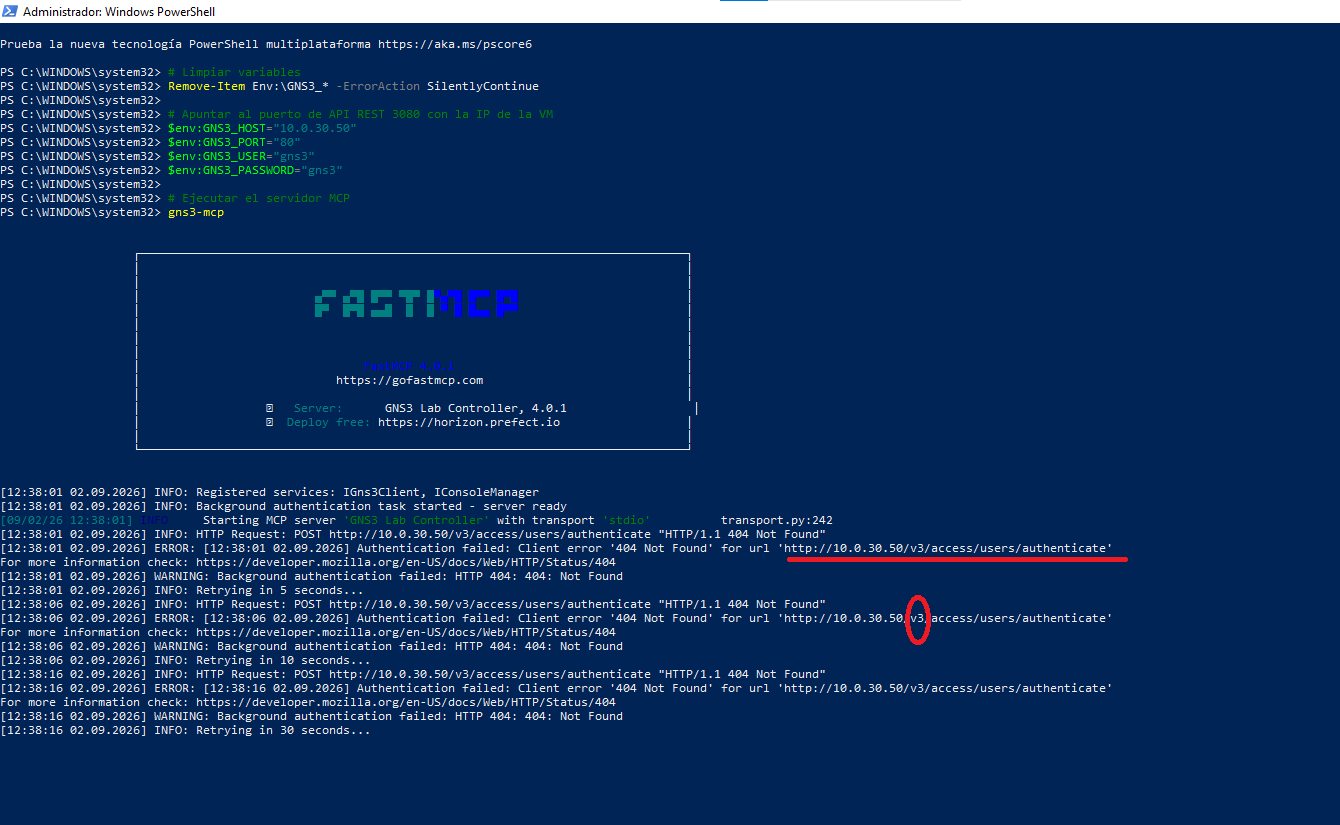 Administrador: Windows PowerShell
Prueba la nueva tecnología PowerShell multiplataforma https://aka.ms/pscore6
PS C:\WINDOWS\system32> # Limpiar variables
PS C:\WINDOWS\system32> Remove-Item Env:\GNS3_* -ErrorAction SilentlyContinue
PS C:\WINDOWS\system32>
PS C:\WINDOWS\system32> # Apuntar al puerto de API REST 3080 con la IP de la VM
PS C:\WINDOWS\system32> $env:GNS3_HOST="10.0.30.50"
PS C:\WINDOWS\system32> $env:GNS3_PORT="80"
PS C:\WINDOWS\system32> $env:GNS3_USER="gns3"
PS C:\WINDOWS\system32> $env:GNS3_PASSWORD="gns3"
PS C:\WINDOWS\system32>
PS C:\WINDOWS\system32> # Ejecutar el servidor MCP
PS C:\WINDOWS\system32> gns3-mcp
FASTMCP
https://gofastmcp.com
Server: GNS3 Lab Controller, 4.0.1
Deploy free: https://horizon.prefect.io
[12:38:01 02.09.2026] INFO: Registered services: IGns3Client, IConsoleManager
[12:38:01 02.09.2026] INFO: Background authentication task started - server ready
[09/02/26 12:38:01] INFO Starting MCP server 'GNS3 Lab Controller' with transport 'stdio' transport.py:242
[12:38:01 02.09.2026] INFO: HTTP Request: POST http://10.0.30.50/v3/access/users/authenticate "HTTP/1.1 404 Not Found"
[12:38:01 02.09.2026] ERROR: [12:38:01 02.09.2026] Authentication failed: Client error '404 Not Found' for url 'http://10.0.30.50/v3/access/users/authenticate'
For more information check: https://developer.mozilla.org/en-US/docs/Web/HTTP/Status/404
[12:38:01 02.09.2026] WARNING: Background authentication failed: HTTP 404: 404: Not Found
[12:38:01 02.09.2026] INFO: Retrying in 5 seconds...
[12:38:06 02.09.2026] INFO: HTTP Request: POST http://10.0.30.50/v3/access/users/authenticate "HTTP/1.1 404 Not Found"
[12:38:06 02.09.2026] ERROR: [12:38:06 02.09.2026] Authentication failed: Client error '404 Not Found' for url 'http://10.0.30.50/v3/access/users/authenticate'
For more information check: https://developer.mozilla.org/en-US/docs/Web/HTTP/Status/404
[12:38:06 02.09.2026] WARNING: Background authentication failed: HTTP 404: 404: Not Found
[12:38:06 02.09.2026] INFO: Retrying in 10 seconds...
[12:38:16 02.09.2026] INFO: HTTP Request: POST http://10.0.30.50/v3/access/users/authenticate "HTTP/1.1 404 Not Found"
[12:38:16 02.09.2026] ERROR: [12:38:16 02.09.2026] Authentication failed: Client error '404 Not Found' for url 'http://10.0.30.50/v3/access/users/authenticate'
For more information check: https://developer.mozilla.org/en-US/docs/Web/HTTP/Status/404
[12:38:16 02.09.2026] WARNING: Background authentication failed: HTTP 404: 404: Not Found
[12:38:16 02.09.2026] INFO: Retrying in 30 seconds...